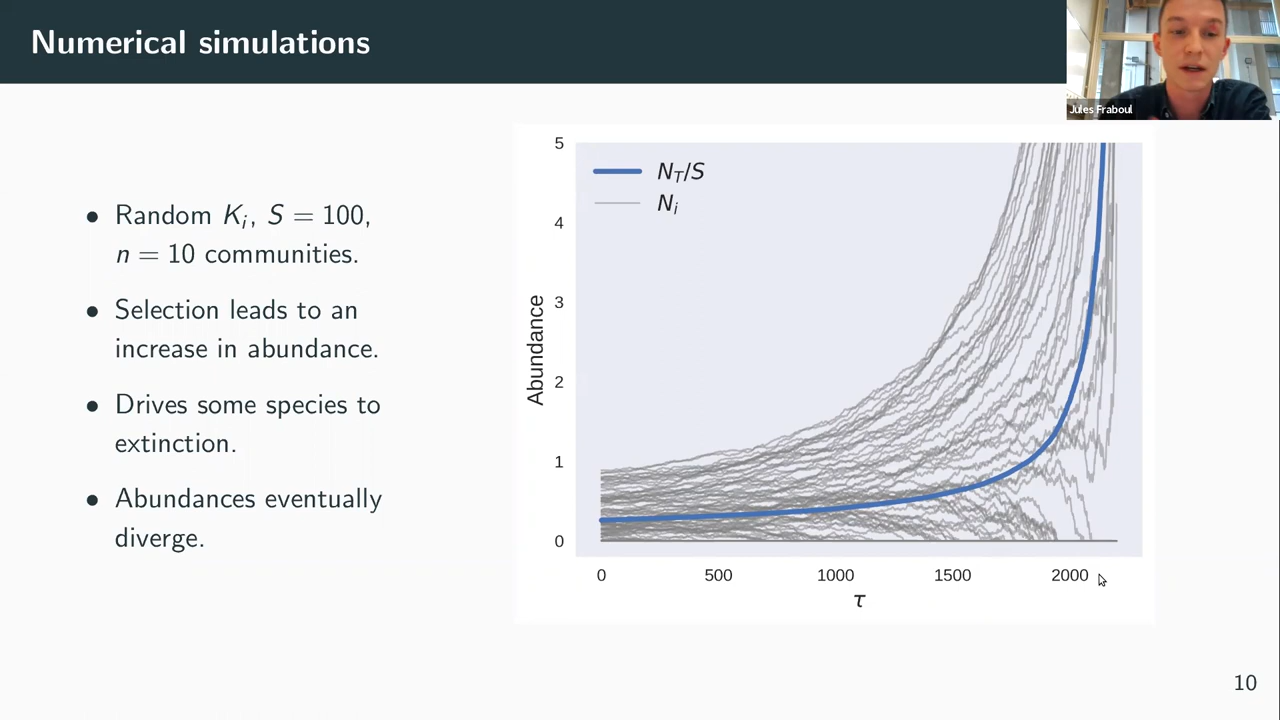 Numerical simulations
Jules Fraboul
• Random Kᵢ, S = 100,
n = 10 communities.
• Selection leads to an
increase in abundance.
• Drives some species to
extinction.
• Abundances eventually
diverge.
N_T/S
Nᵢ
Abundance
5
4
3
2
1
0
0 500 1000 1500 2000
τ
10